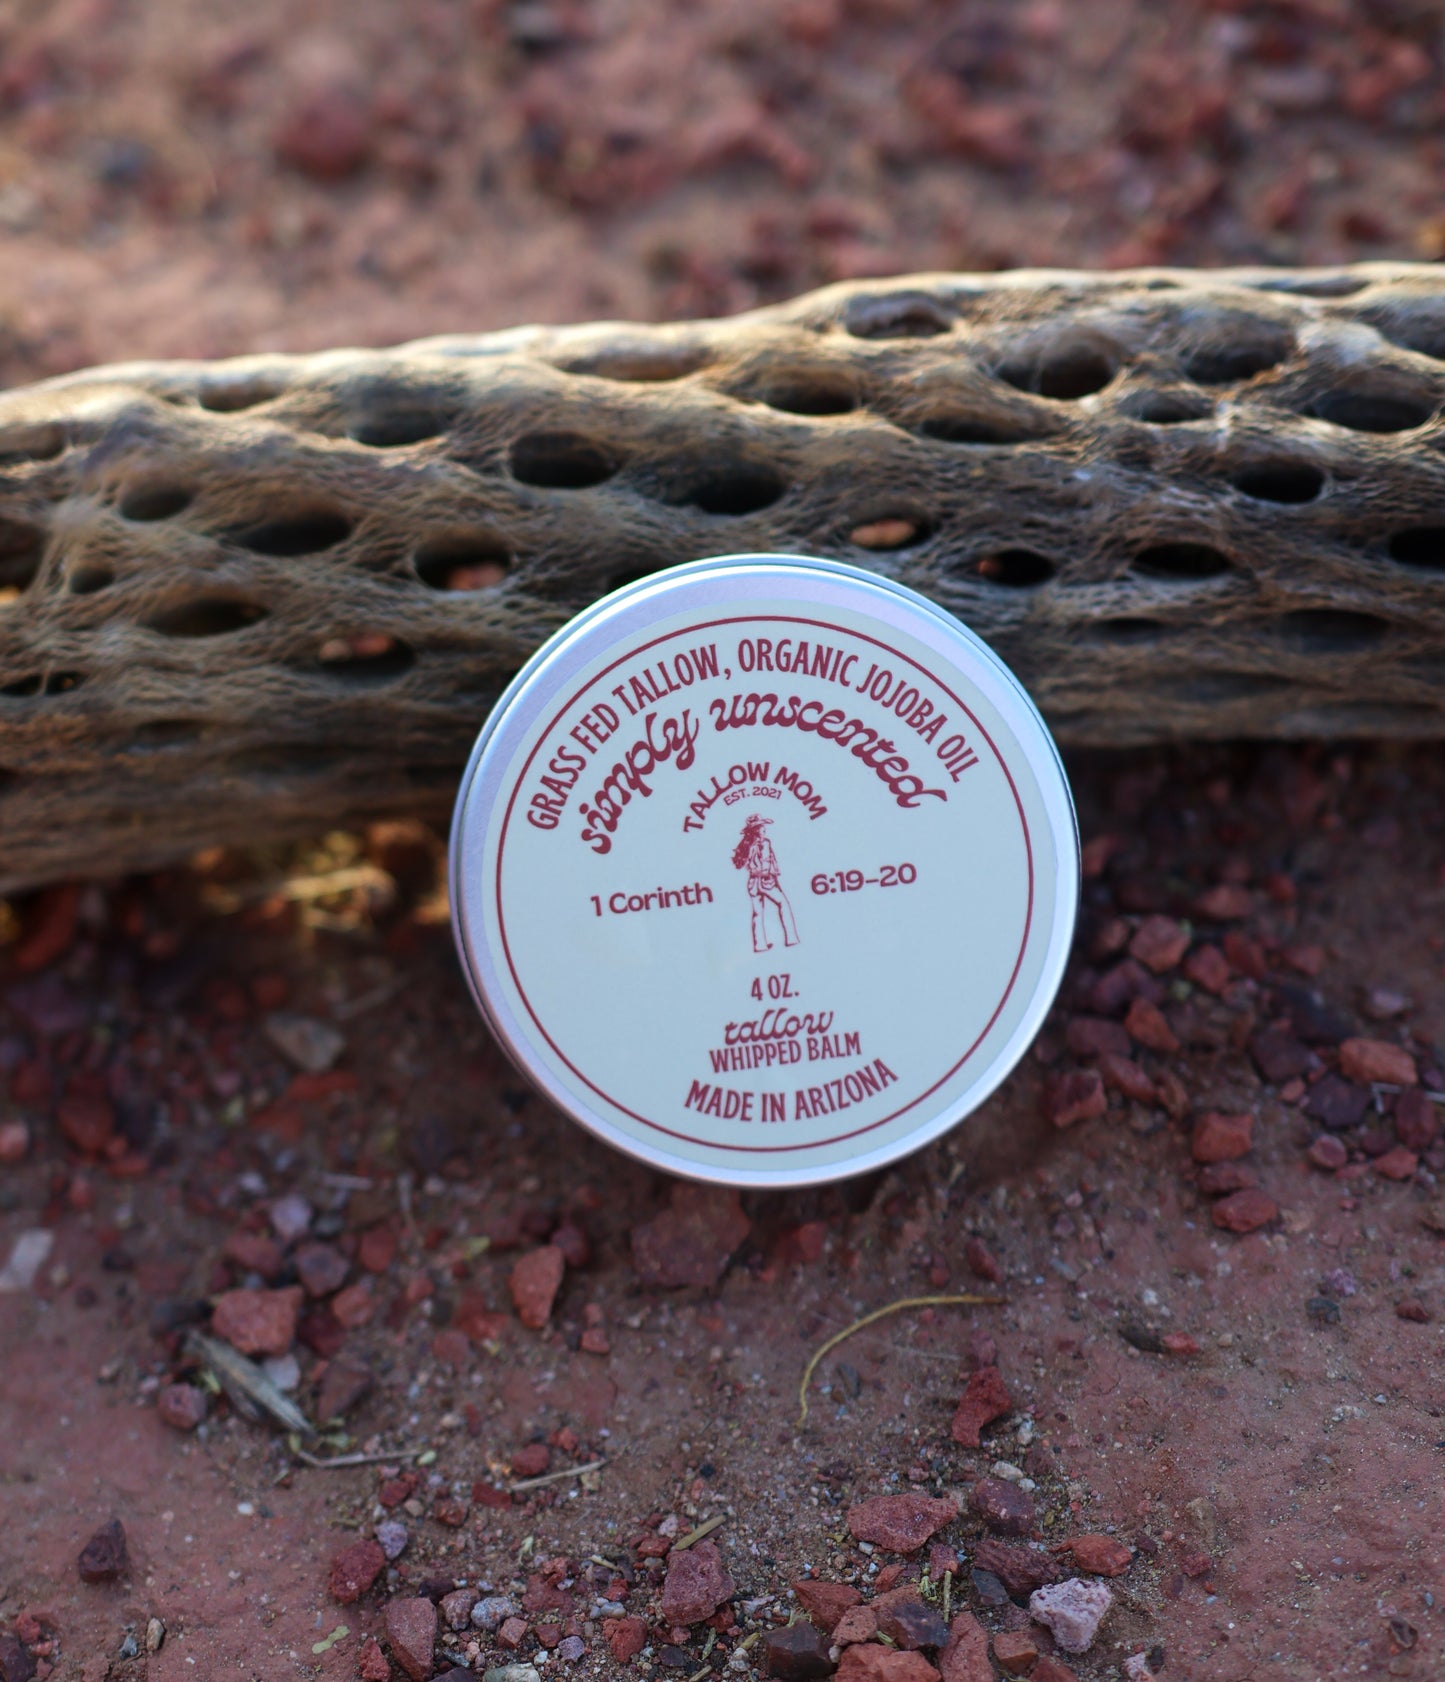 GRASS FED TALLOW, ORGANIC JOJOBA OIL
simply unscented
TALLOW MOM
EST. 2021
1 Corinth 6:19-20
4 OZ.
tallow
WHIPPED BALM
MADE IN ARIZONA